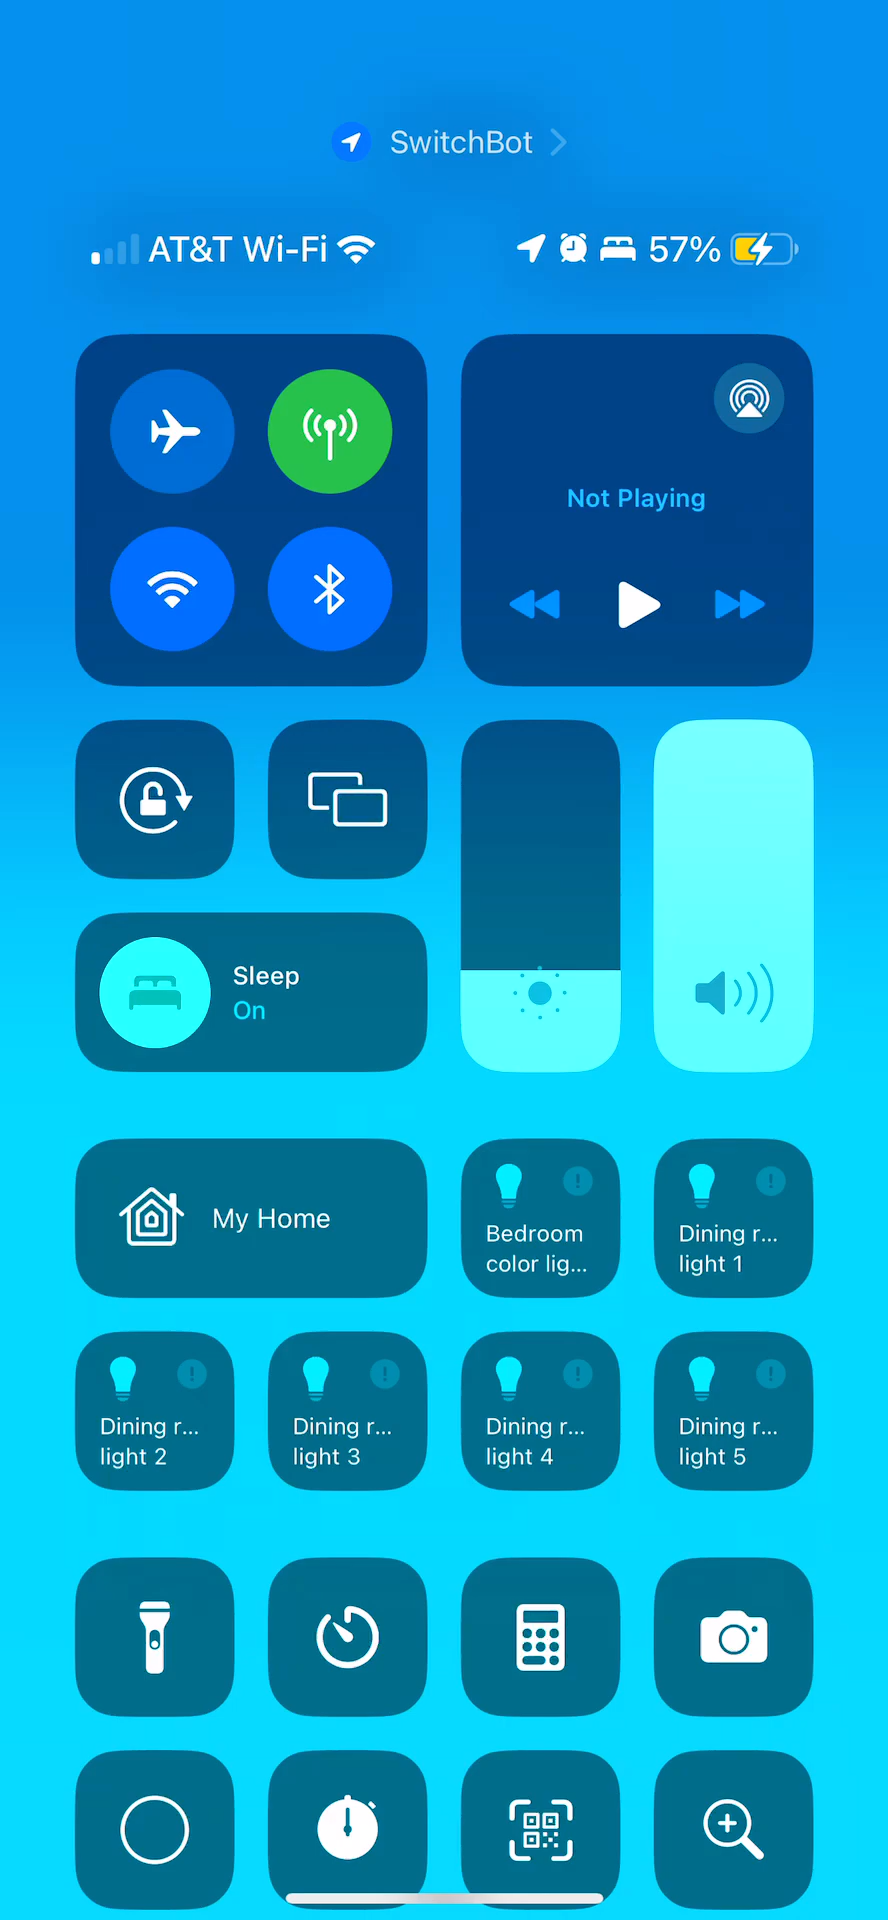 SwitchBot
AT&T Wi-Fi 57%
Not Playing
Sleep
On
My Home
Bedroom
color lig...
Dining r...
light 1
Dining r...
light 2
Dining r...
light 3
Dining r...
light 4
Dining r...
light 5